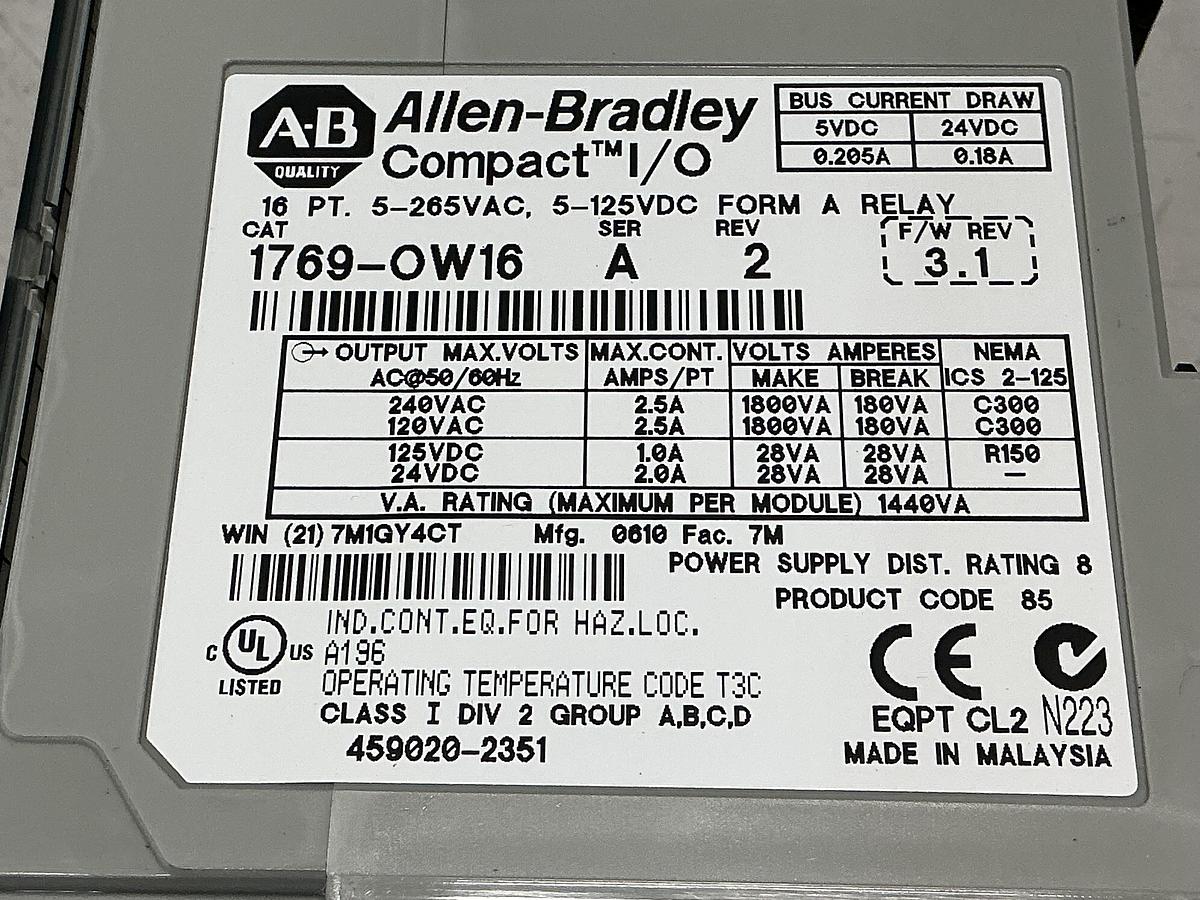 A-B
QUALITY
Allen-Bradley
Compact™ I/O
BUS CURRENT DRAW
5VDC 24VDC
0.205A 0.18A
16 PT. 5-265VAC, 5-125VDC FORM A RELAY
CAT SER REV F/W REV
1769-OW16 A 2 3.1
OUTPUT MAX.VOLTS MAX.CONT. VOLTS AMPERES NEMA
AC@50/60Hz AMPS/PT MAKE BREAK ICS 2-125
240VAC 2.5A 1800VA 180VA C300
120VAC 2.5A 1800VA 180VA C300
125VDC 1.0A 28VA 28VA R150
24VDC 2.0A 28VA 28VA —
V.A. RATING (MAXIMUM PER MODULE) 1440VA
WIN (21) 7M1GY4CT Mfg. 0610 Fac. 7M
POWER SUPPLY DIST. RATING 8
PRODUCT CODE 85
IND.CONT.EQ.FOR HAZ.LOC.
C UL US A196
LISTED OPERATING TEMPERATURE CODE T3C
CLASS I DIV 2 GROUP A,B,C,D
459020-2351
CE
EQPT CL2 N223
MADE IN MALAYSIA